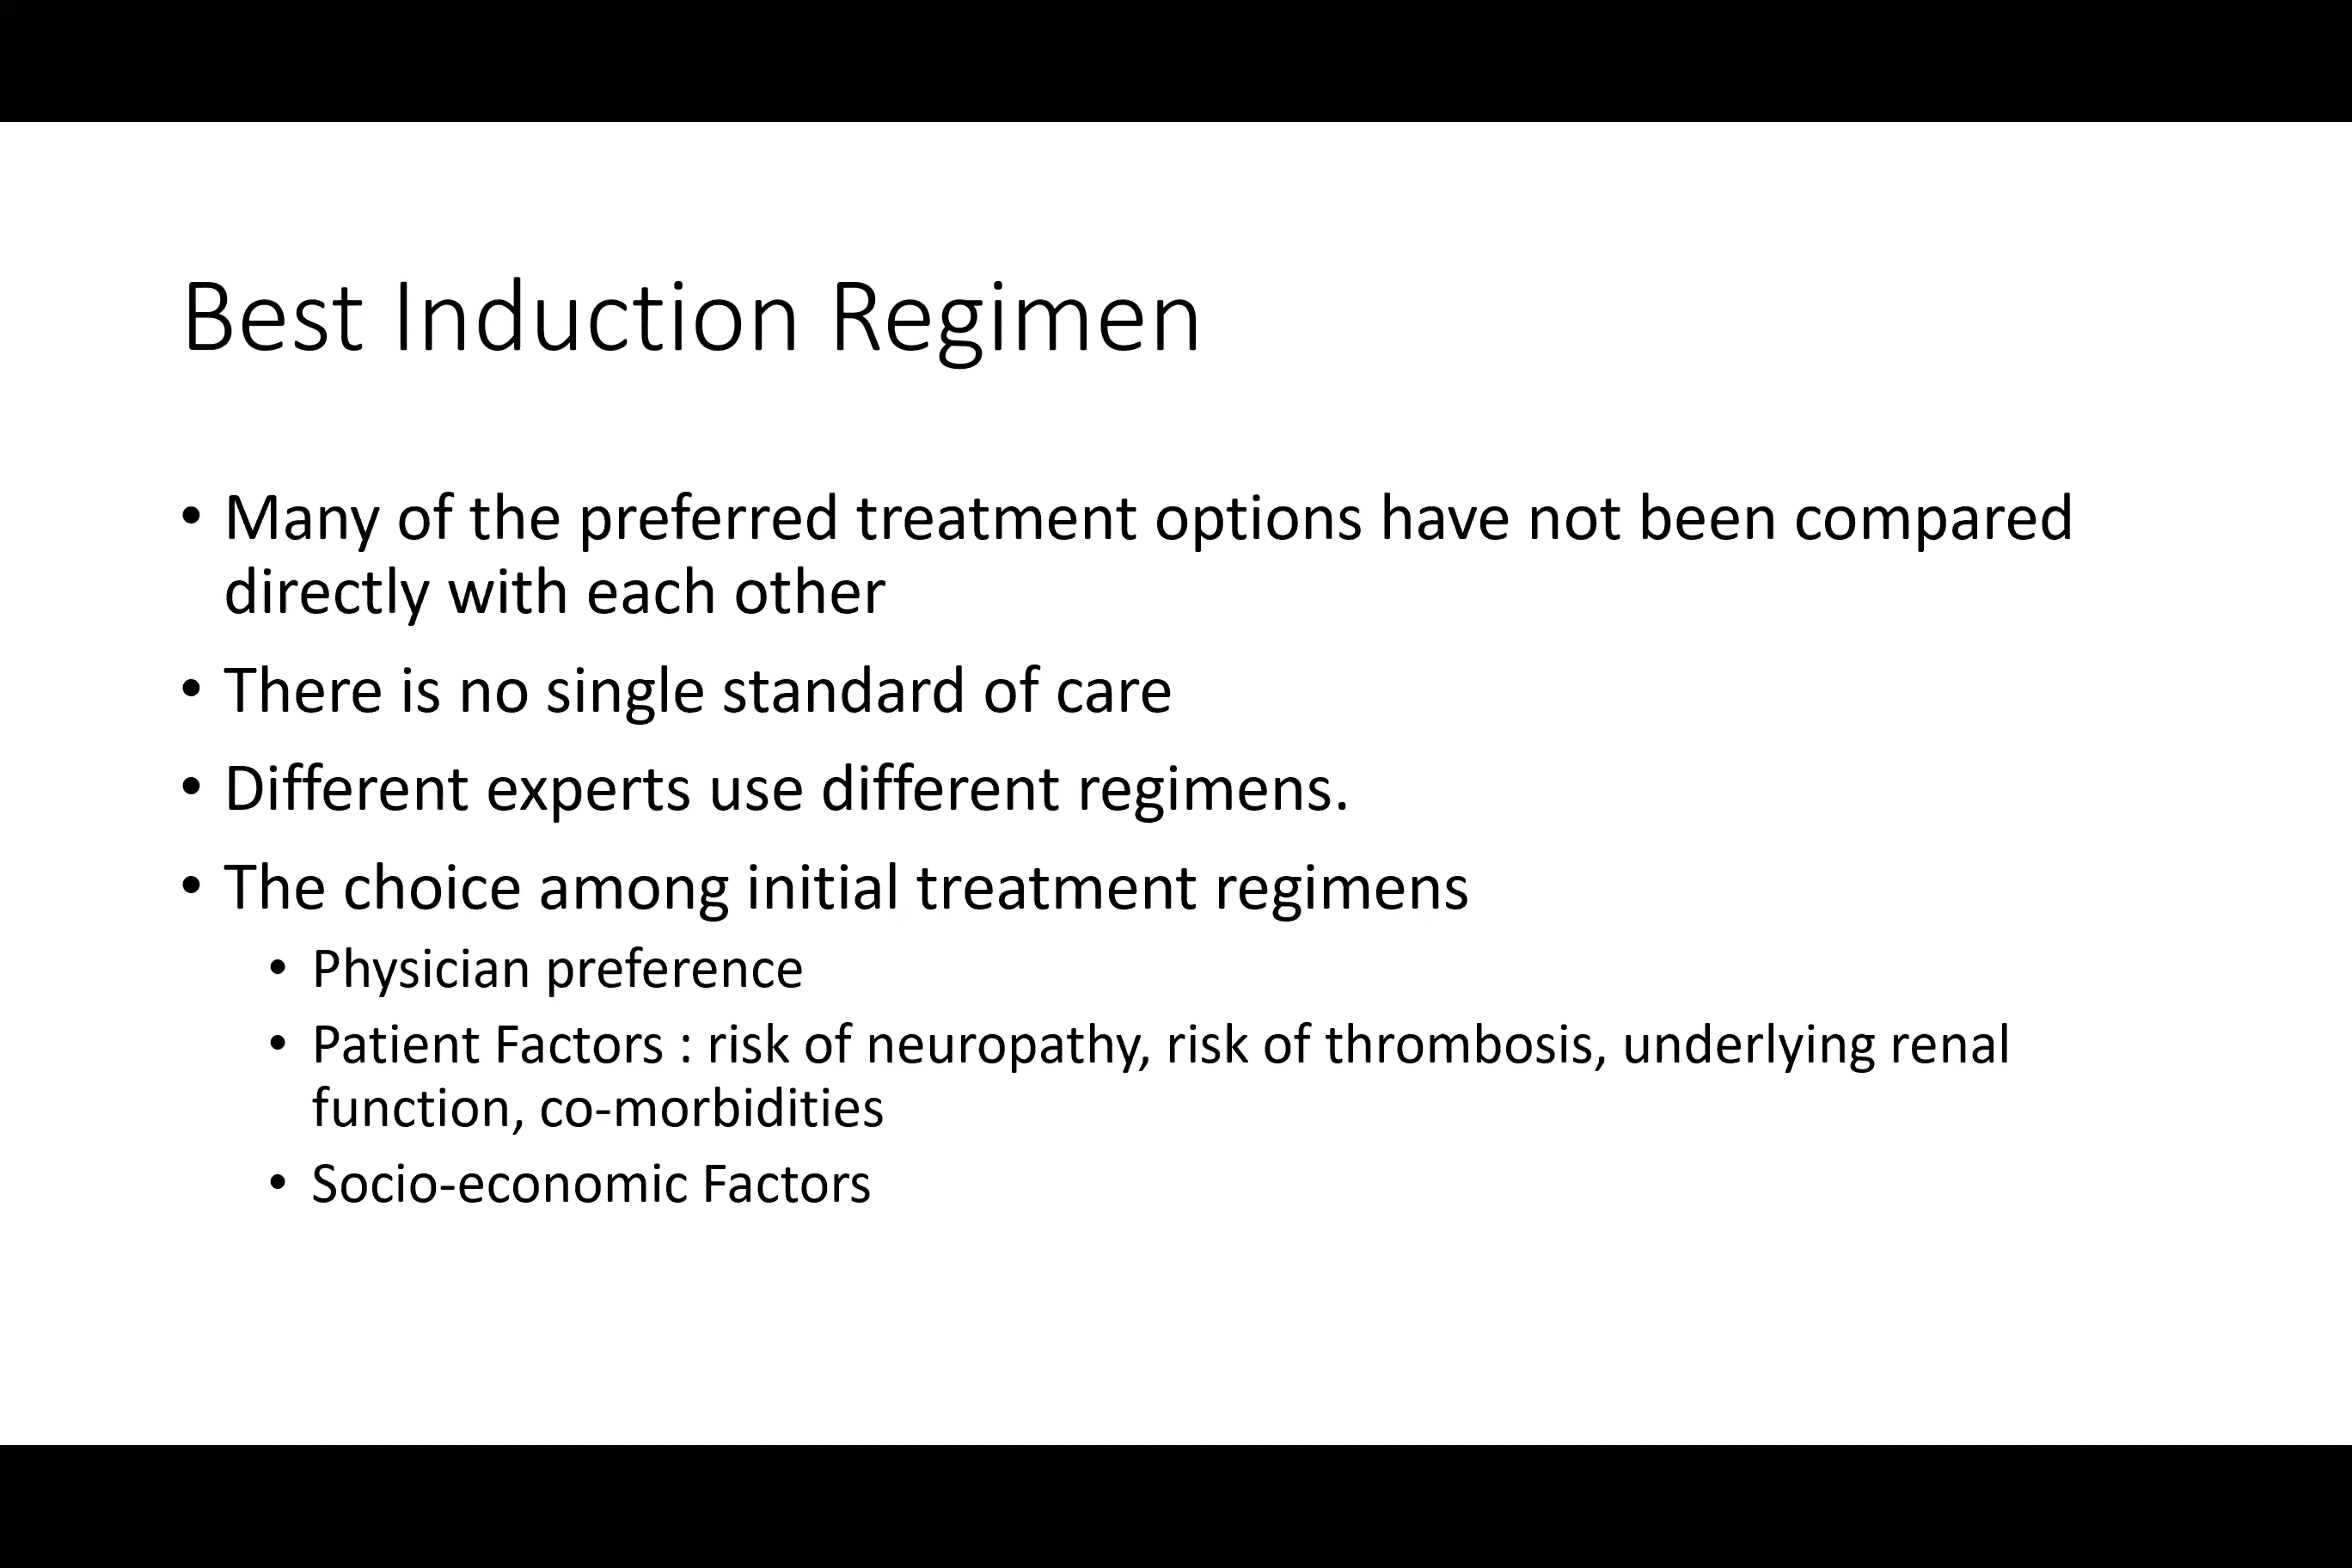 Best Induction Regimen
• Many of the preferred treatment options have not been compared
directly with each other
• There is no single standard of care
• Different experts use different regimens.
• The choice among initial treatment regimens
• Physician preference
• Patient Factors : risk of neuropathy, risk of thrombosis, underlying renal
function, co-morbidities
• Socio-economic Factors